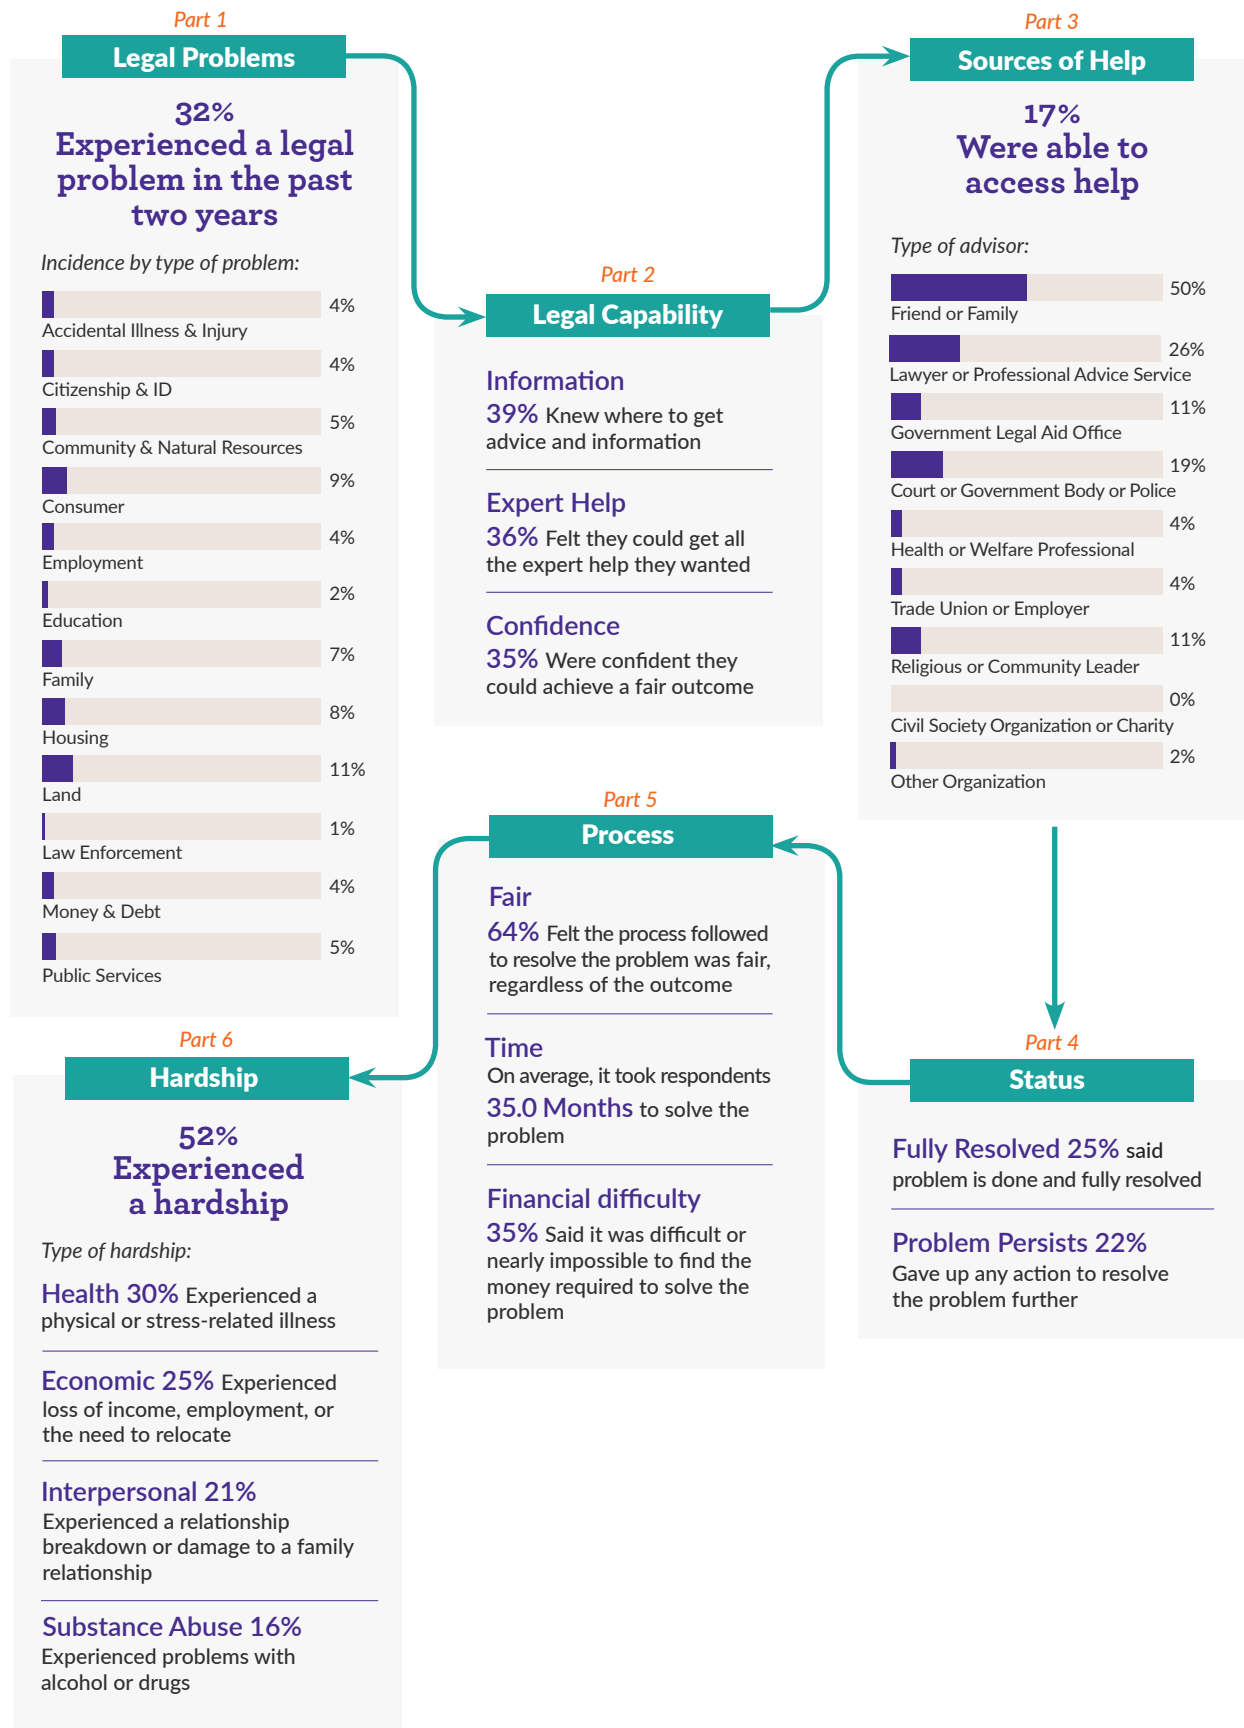 Part 1
Legal Problems
32%
Experienced a legal
problem in the past
two years
Incidence by type of problem:
4%
Accidental Illness & Injury
4%
Citizenship & ID
5%
Community & Natural Resources
9%
Consumer
4%
Employment
2%
Education
7%
Family
8%
Housing
11%
Land
1%
Law Enforcement
4%
Money & Debt
5%
Public Services
Part 2
Legal Capability
Information
39% Knew where to get
advice and information
Expert Help
36% Felt they could get all
the expert help they wanted
Confidence
35% Were confident they
could achieve a fair outcome
Part 3
Sources of Help
17%
Were able to
access help
Type of advisor:
50%
Friend or Family
26%
Lawyer or Professional Advice Service
11%
Government Legal Aid Office
19%
Court or Government Body or Police
4%
Health or Welfare Professional
4%
Trade Union or Employer
11%
Religious or Community Leader
0%
Civil Society Organization or Charity
2%
Other Organization
Part 4
Status
Fully Resolved 25% said
problem is done and fully resolved
Problem Persists 22%
Gave up any action to resolve
the problem further
Part 5
Process
Fair
64% Felt the process followed
to resolve the problem was fair,
regardless of the outcome
Time
On average, it took respondents
35.0 Months to solve the
problem
Financial difficulty
35% Said it was difficult or
nearly impossible to find the
money required to solve the
problem
Part 6
Hardship
52%
Experienced
a hardship
Type of hardship:
Health 30% Experienced a
physical or stress-related illness
Economic 25% Experienced
loss of income, employment, or
the need to relocate
Interpersonal 21%
Experienced a relationship
breakdown or damage to a family
relationship
Substance Abuse 16%
Experienced problems with
alcohol or drugs